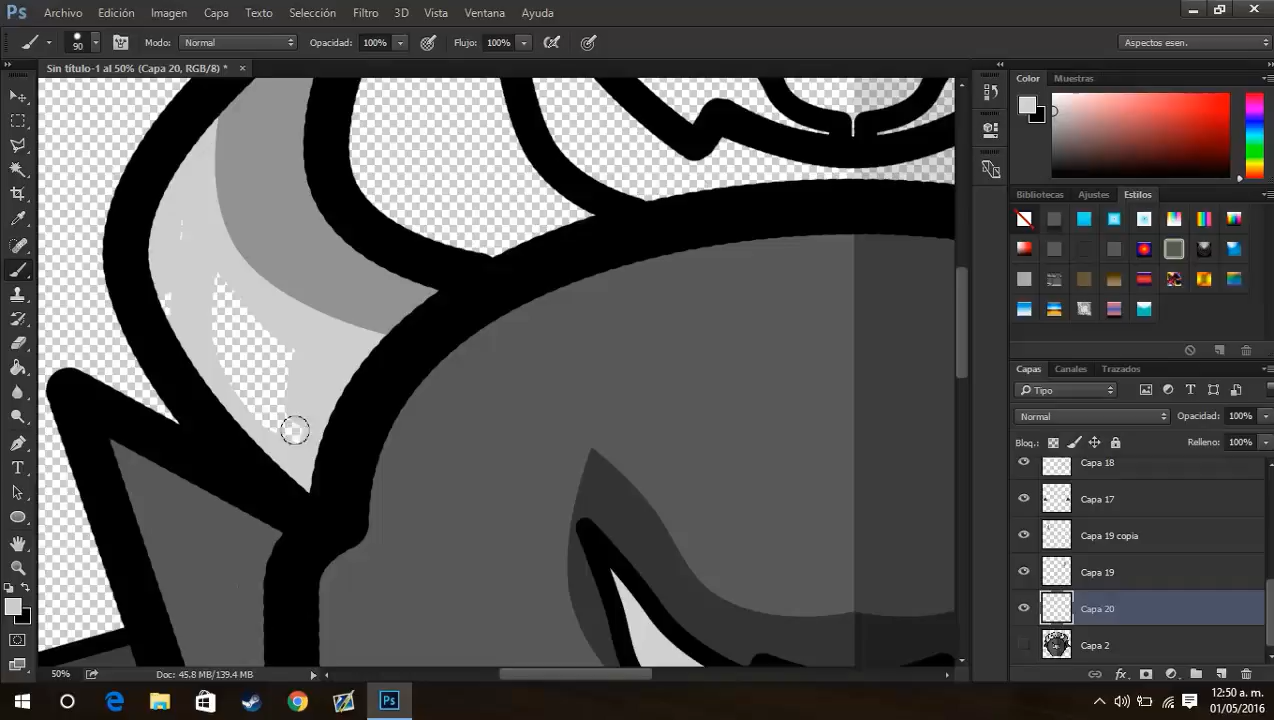 Ps Archivo Edición Imagen Capa Texto Selección Filtro 3D Vista Ventana Ayuda
90 Modo: Normal Opacidad: 100% Flujo: 100% Aspectos esen.
Sin título-1 al 50% (Capa 20, RGB/8) * ×
Color Muestras
Bibliotecas Ajustes Estilos
Capas Canales Trazados
Tipo
Normal Opacidad: 100%
Bloq.: Relleno: 100%
Capa 18
Capa 17
Capa 19 copia
Capa 19
Capa 20
Capa 2
50% Doc: 45.8 MB/139.4 MB
Ps 12:50 a. m.
01/05/2016